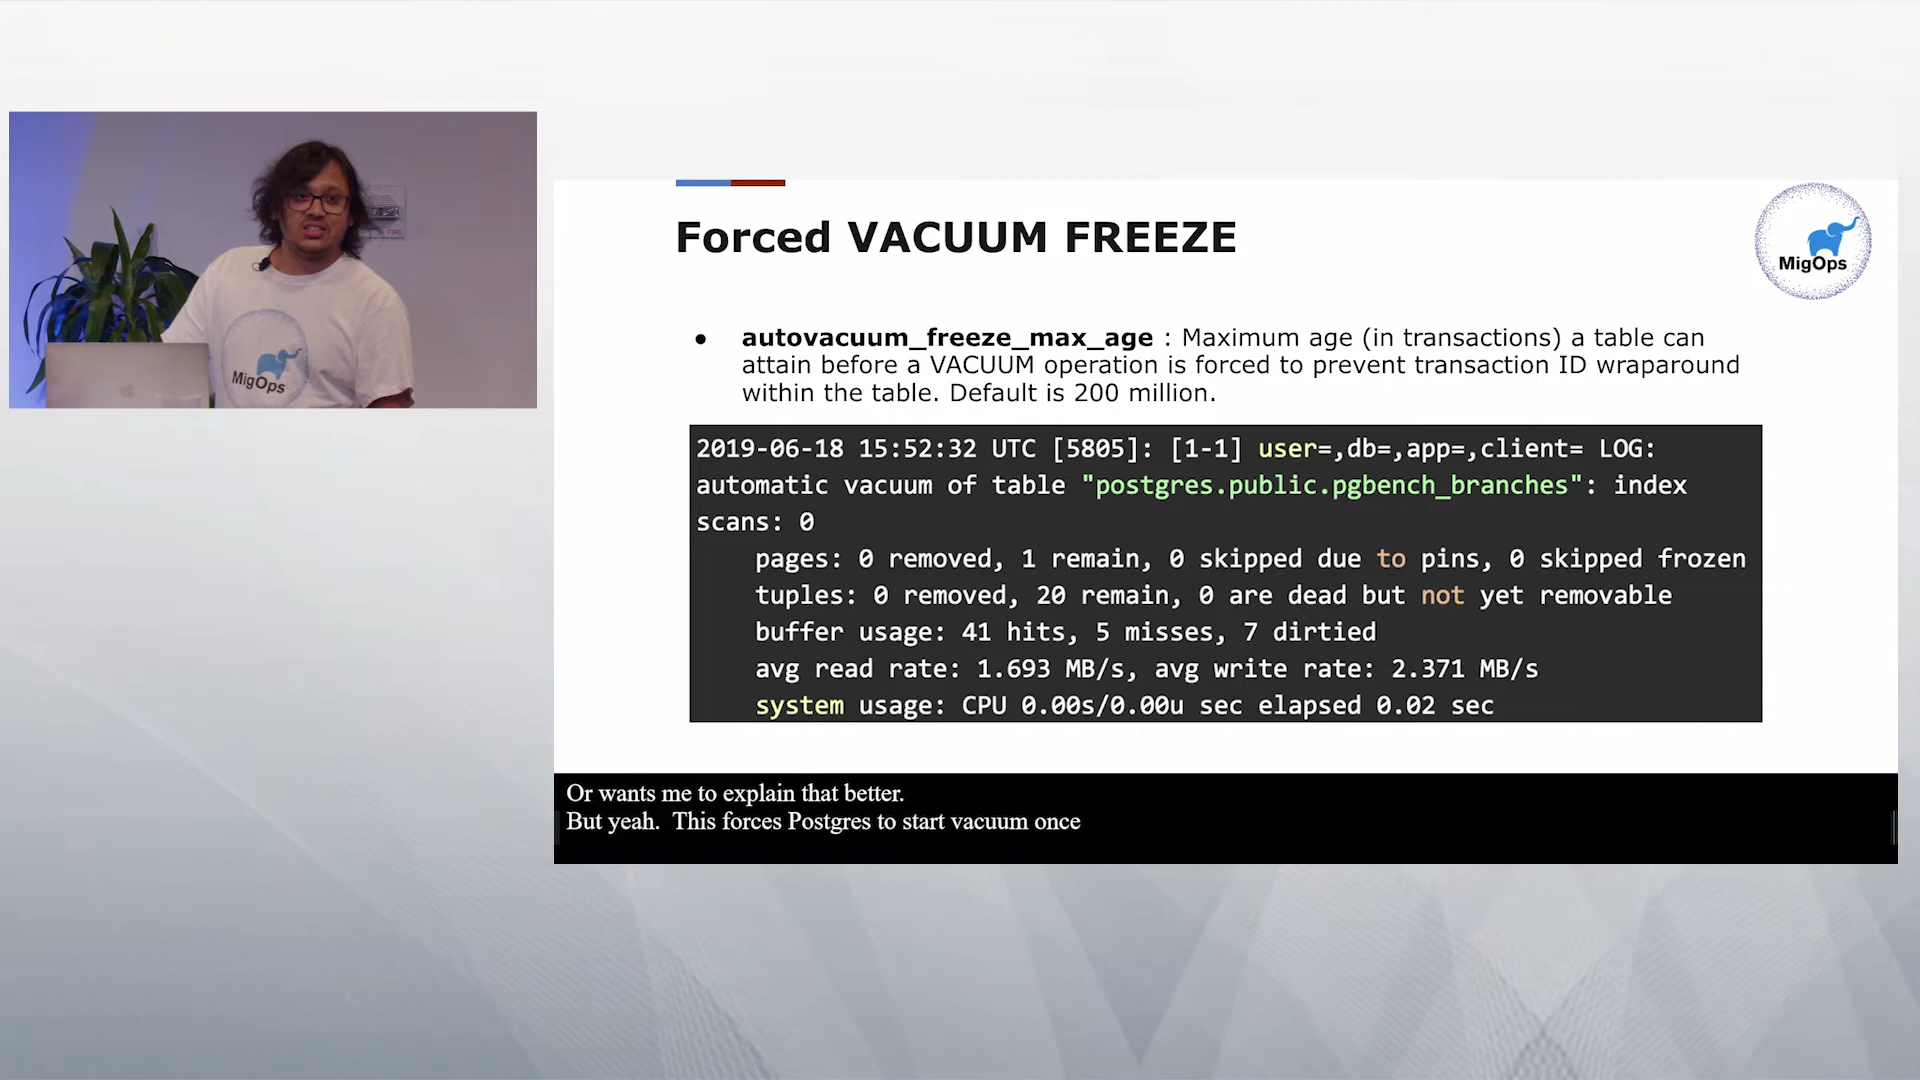 Forced VACUUM FREEZE
MigOps
• autovacuum_freeze_max_age : Maximum age (in transactions) a table can
attain before a VACUUM operation is forced to prevent transaction ID wraparound
within the table. Default is 200 million.
2019-06-18 15:52:32 UTC [5805]: [1-1] user=,db=,app=,client= LOG:
automatic vacuum of table "postgres.public.pgbench_branches": index
scans: 0
pages: 0 removed, 1 remain, 0 skipped due to pins, 0 skipped frozen
tuples: 0 removed, 20 remain, 0 are dead but not yet removable
buffer usage: 41 hits, 5 misses, 7 dirtied
avg read rate: 1.693 MB/s, avg write rate: 2.371 MB/s
system usage: CPU 0.00s/0.00u sec elapsed 0.02 sec
MigOps
FIRE
Or wants me to explain that better.
But yeah.  This forces Postgres to start vacuum once